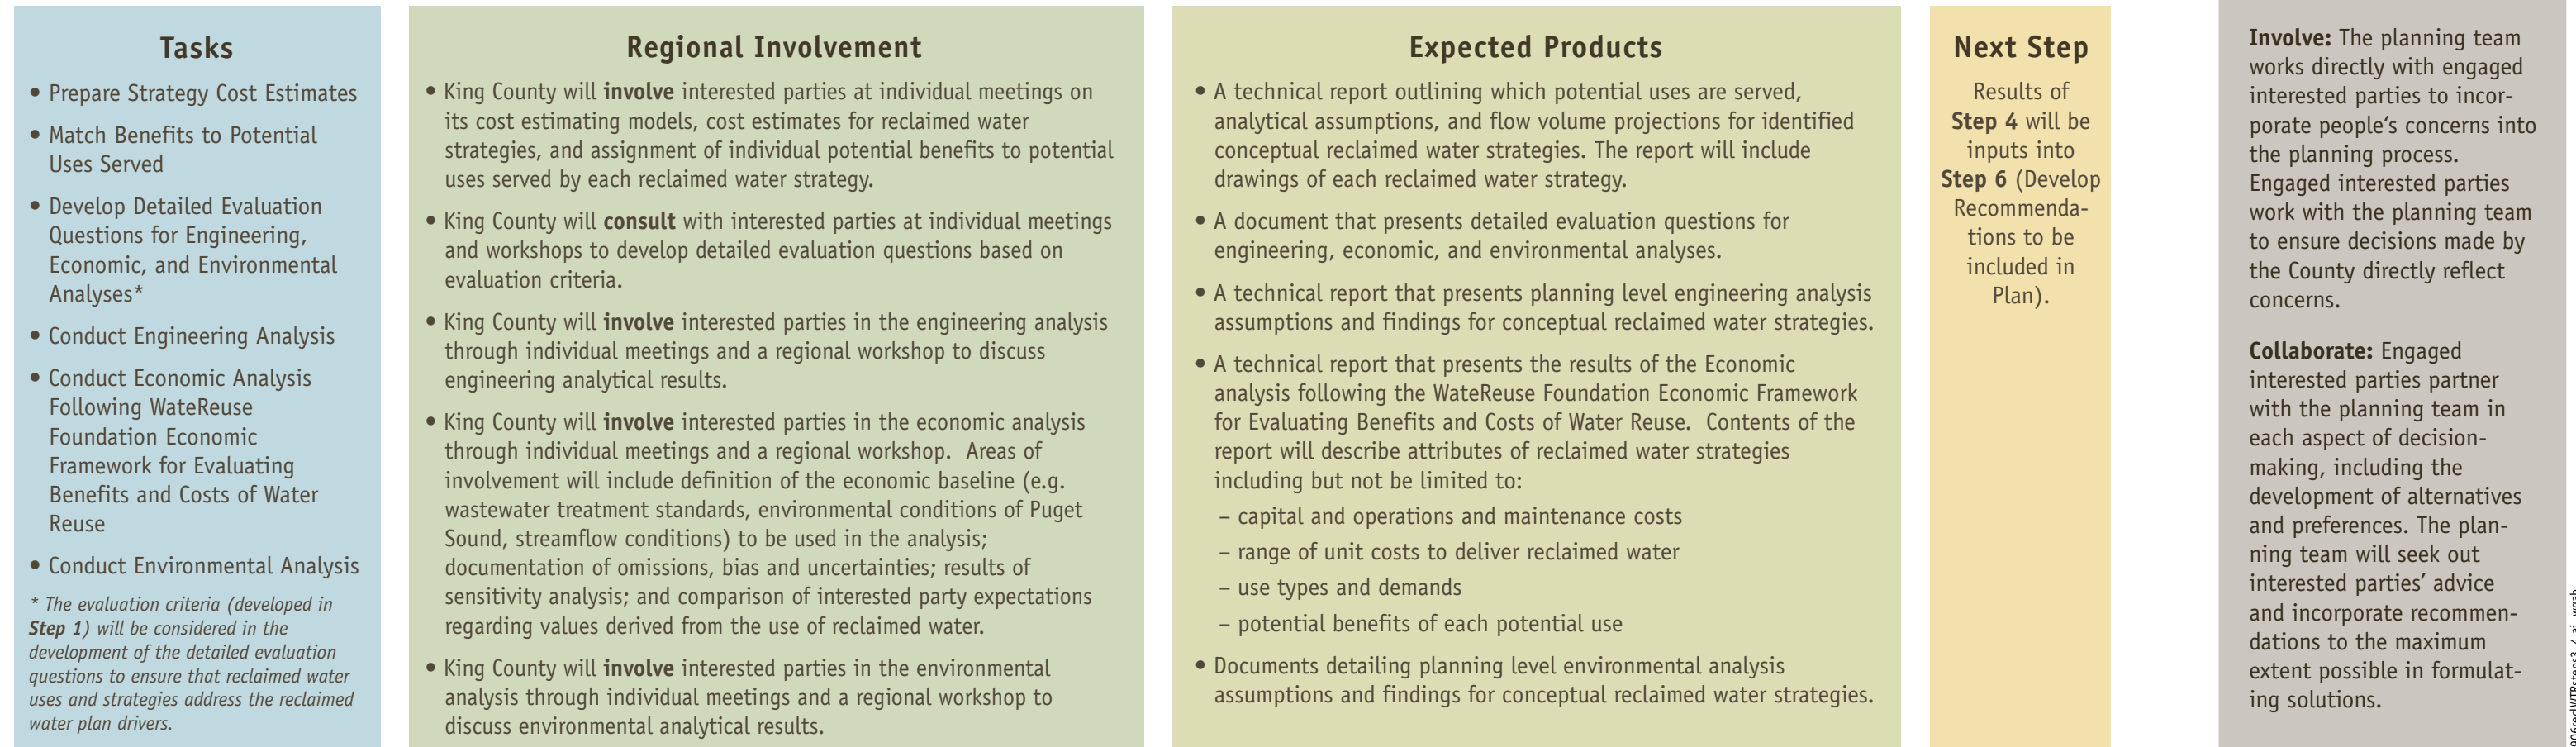 Tasks
• Prepare Strategy Cost Estimates
• Match Benefits to Potential
Uses Served
• Develop Detailed Evaluation
Questions for Engineering,
Economic, and Environmental
Analyses*
• Conduct Engineering Analysis
• Conduct Economic Analysis
Following WateReuse
Foundation Economic
Framework for Evaluating
Benefits and Costs of Water
Reuse
• Conduct Environmental Analysis
* The evaluation criteria (developed in
Step 1) will be considered in the
development of the detailed evaluation
questions to ensure that reclaimed water
uses and strategies address the reclaimed
water plan drivers.
Regional Involvement
• King County will involve interested parties at individual meetings on
its cost estimating models, cost estimates for reclaimed water
strategies, and assignment of individual potential benefits to potential
uses served by each reclaimed water strategy.
• King County will consult with interested parties at individual meetings
and workshops to develop detailed evaluation questions based on
evaluation criteria.
• King County will involve interested parties in the engineering analysis
through individual meetings and a regional workshop to discuss
engineering analytical results.
• King County will involve interested parties in the economic analysis
through individual meetings and a regional workshop.  Areas of
involvement will include definition of the economic baseline (e.g.
wastewater treatment standards, environmental conditions of Puget
Sound, streamflow conditions) to be used in the analysis;
documentation of omissions, bias and uncertainties; results of
sensitivity analysis; and comparison of interested party expectations
regarding values derived from the use of reclaimed water.
• King County will involve interested parties in the environmental
analysis through individual meetings and a regional workshop to
discuss environmental analytical results.
Expected Products
• A technical report outlining which potential uses are served,
analytical assumptions, and flow volume projections for identified
conceptual reclaimed water strategies. The report will include
drawings of each reclaimed water strategy.
• A document that presents detailed evaluation questions for
engineering, economic, and environmental analyses.
• A technical report that presents planning level engineering analysis
assumptions and findings for conceptual reclaimed water strategies.
• A technical report that presents the results of the Economic
analysis following the WateReuse Foundation Economic Framework
for Evaluating Benefits and Costs of Water Reuse.  Contents of the
report will describe attributes of reclaimed water strategies
including but not be limited to:
– capital and operations and maintenance costs
– range of unit costs to deliver reclaimed water
– use types and demands
– potential benefits of each potential use
• Documents detailing planning level environmental analysis
assumptions and findings for conceptual reclaimed water strategies.
Next Step
Results of
Step 4 will be
inputs into
Step 6 (Develop
Recommenda-
tions to be
included in
Plan).
Involve: The planning team
works directly with engaged
interested parties to incor-
porate people‘s concerns into
the planning process.
Engaged interested parties
work with the planning team
to ensure decisions made by
the County directly reflect
concerns.
Collaborate: Engaged
interested parties partner
with the planning team in
each aspect of decision-
making, including the
development of alternatives
and preferences. The plan-
ning team will seek out
interested parties’ advice
and incorporate recommen-
dations to the maximum
extent possible in formulat-
ing solutions.